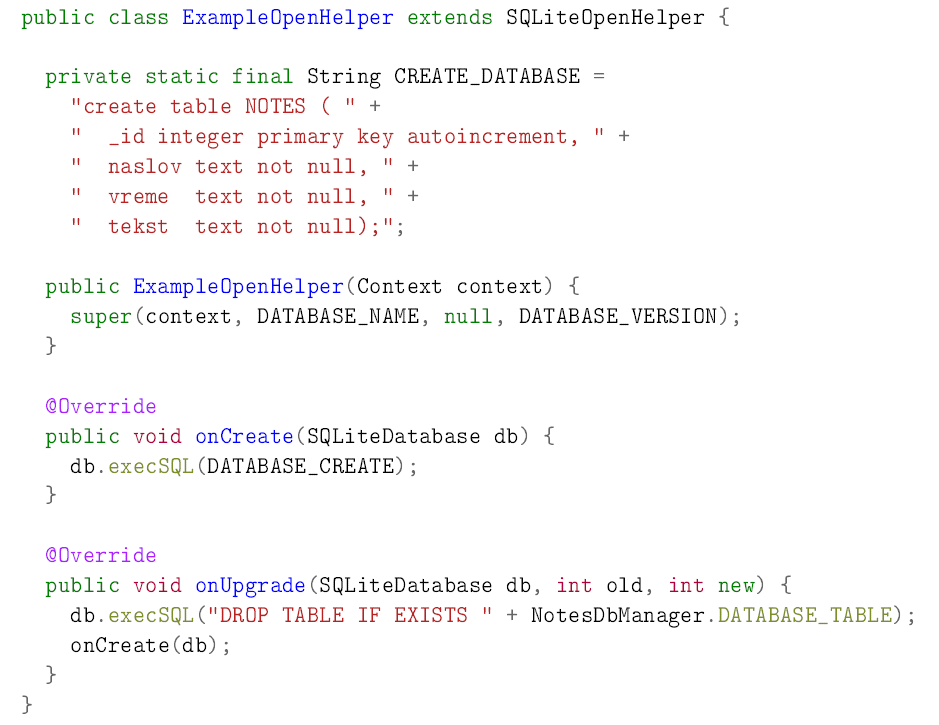 public class ExampleOpenHelper extends SQLiteOpenHelper {
  private static final String CREATE_DATABASE =
    "create table NOTES ( " +
    "  _id integer primary key autoincrement, " +
    "  naslov text not null, " +
    "  vreme  text not null, " +
    "  tekst  text not null);";
  public ExampleOpenHelper(Context context) {
    super(context, DATABASE_NAME, null, DATABASE_VERSION);
  }
  @Override
  public void onCreate(SQLiteDatabase db) {
    db.execSQL(DATABASE_CREATE);
  }
  @Override
  public void onUpgrade(SQLiteDatabase db, int old, int new) {
    db.execSQL("DROP TABLE IF EXISTS " + NotesDbManager.DATABASE_TABLE);
    onCreate(db);
  }
}